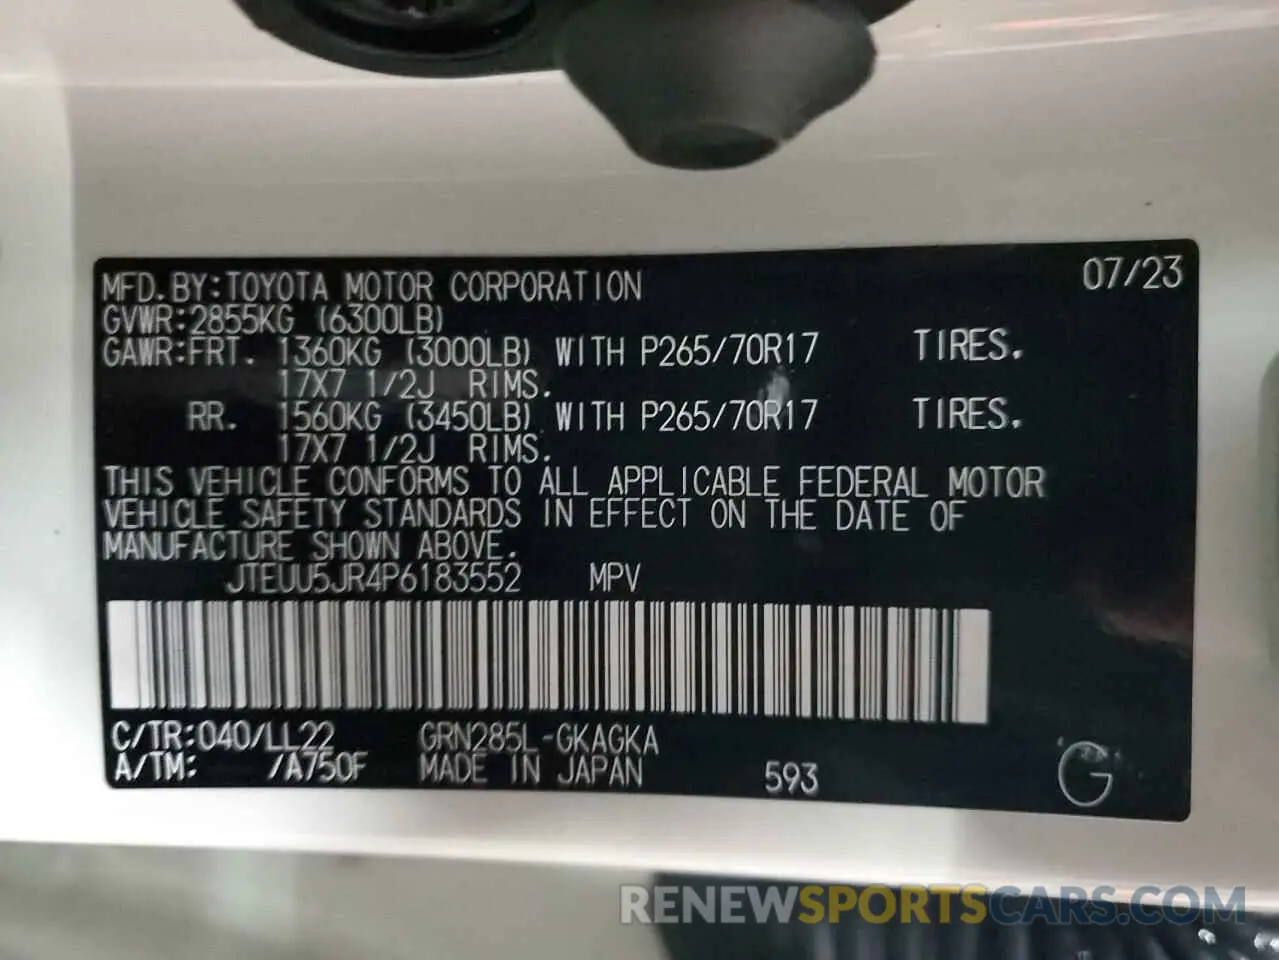 MFD. BY: TOYOTA MOTOR CORPORATION 07/23
GVWR: 2855KG (6300LB)
GAWR: FRT. 1360KG (3000LB) WITH P265/70R17 TIRES.
17X7 1/2J RIMS.
RR. 1560KG (3450LB) WITH P265/70R17 TIRES.
17X7 1/2J RIMS.
THIS VEHICLE CONFORMS TO ALL APPLICABLE FEDERAL MOTOR
VEHICLE SAFETY STANDARDS IN EFFECT ON THE DATE OF
MANUFACTURE SHOWN ABOVE.
JTEUU5JR4P6183552 MPV
C/TR: 040/LL22 GRN285L-GKAGKA
A/TM: /A750F MADE IN JAPAN 593 G
RENEWSPORTSCARS.COM